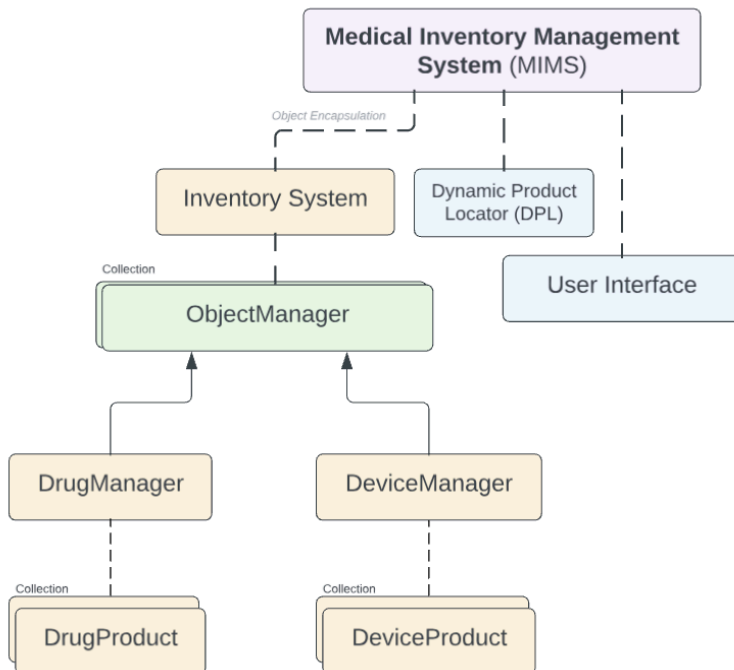 Medical Inventory Management
System (MIMS)
Object Encapsulation
Inventory System
Dynamic Product
Locator (DPL)
User Interface
Collection
ObjectManager
DrugManager
DeviceManager
Collection
Collection
DrugProduct
DeviceProduct